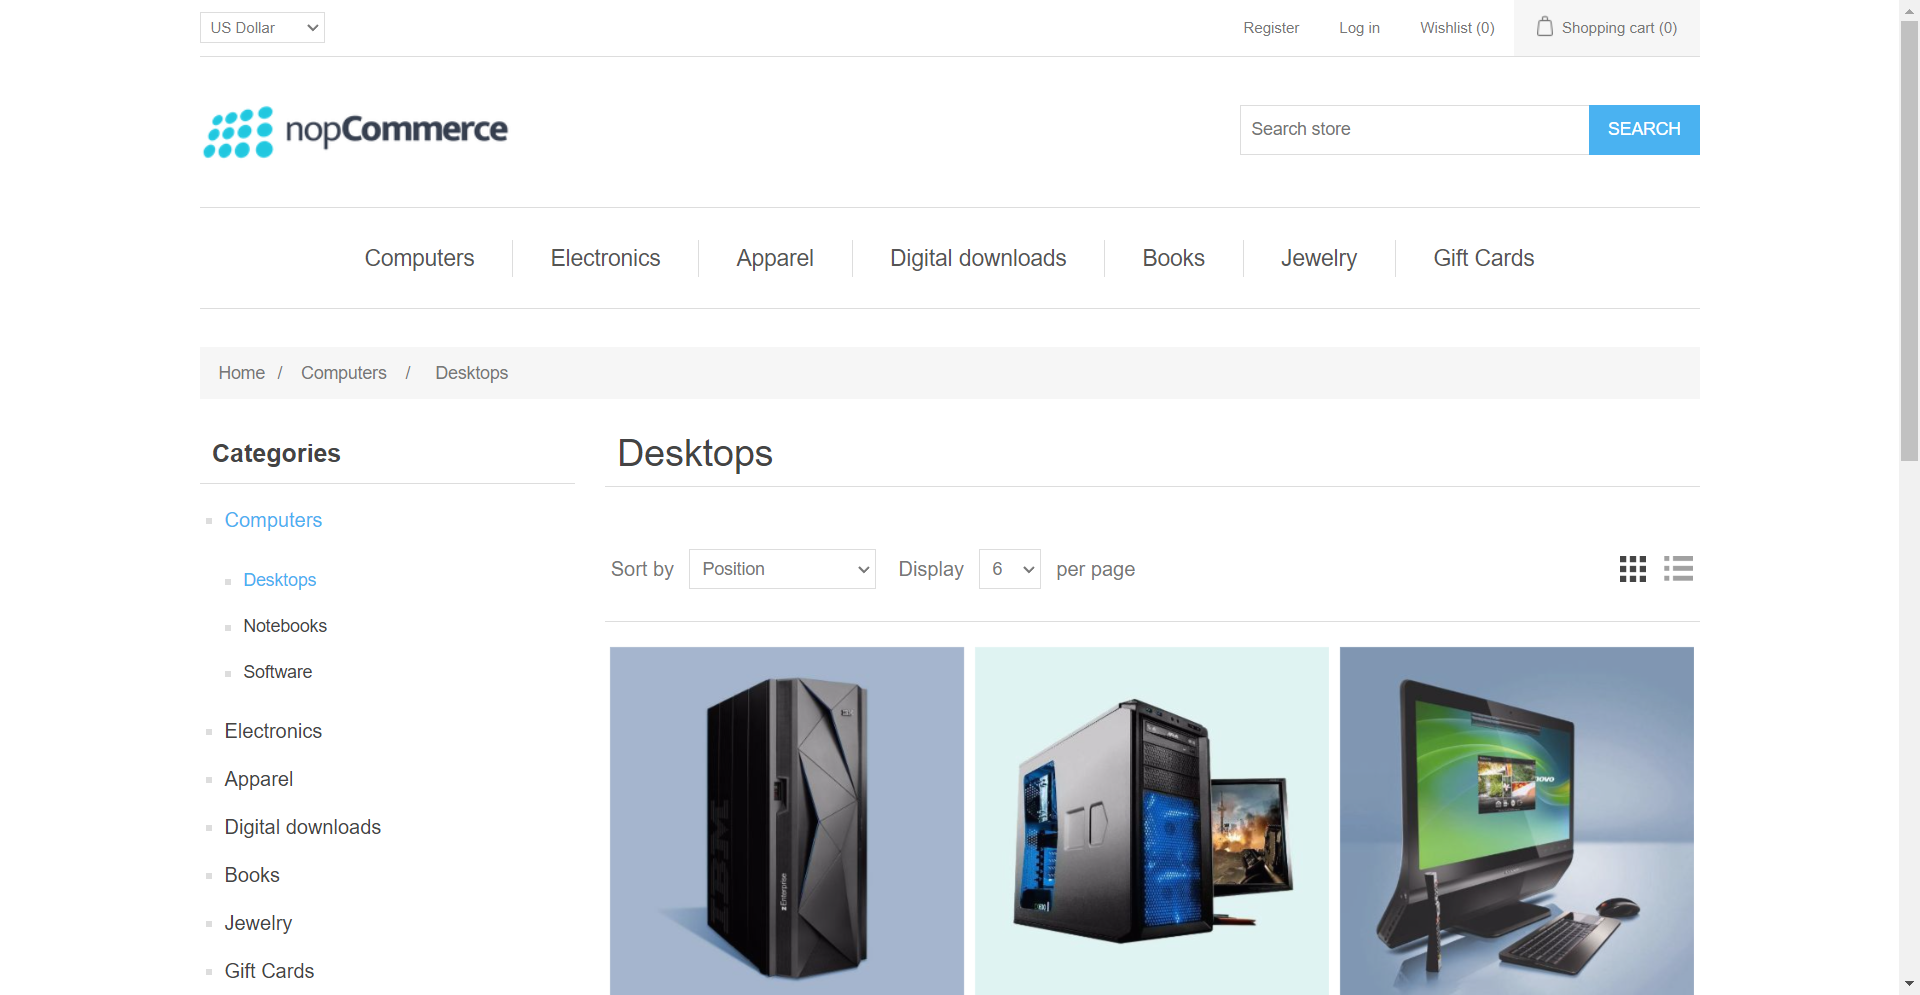 US Dollar
Register
Log in
Wishlist (0)
Shopping cart (0)
nopCommerce
Search store
SEARCH
Computers
Electronics
Apparel
Digital downloads
Books
Jewelry
Gift Cards
Home / Computers / Desktops
Categories
Computers
Desktops
Notebooks
Software
Electronics
Apparel
Digital downloads
Books
Jewelry
Gift Cards
Desktops
Sort by Position Display 6 per page
IBM
zEnterprise